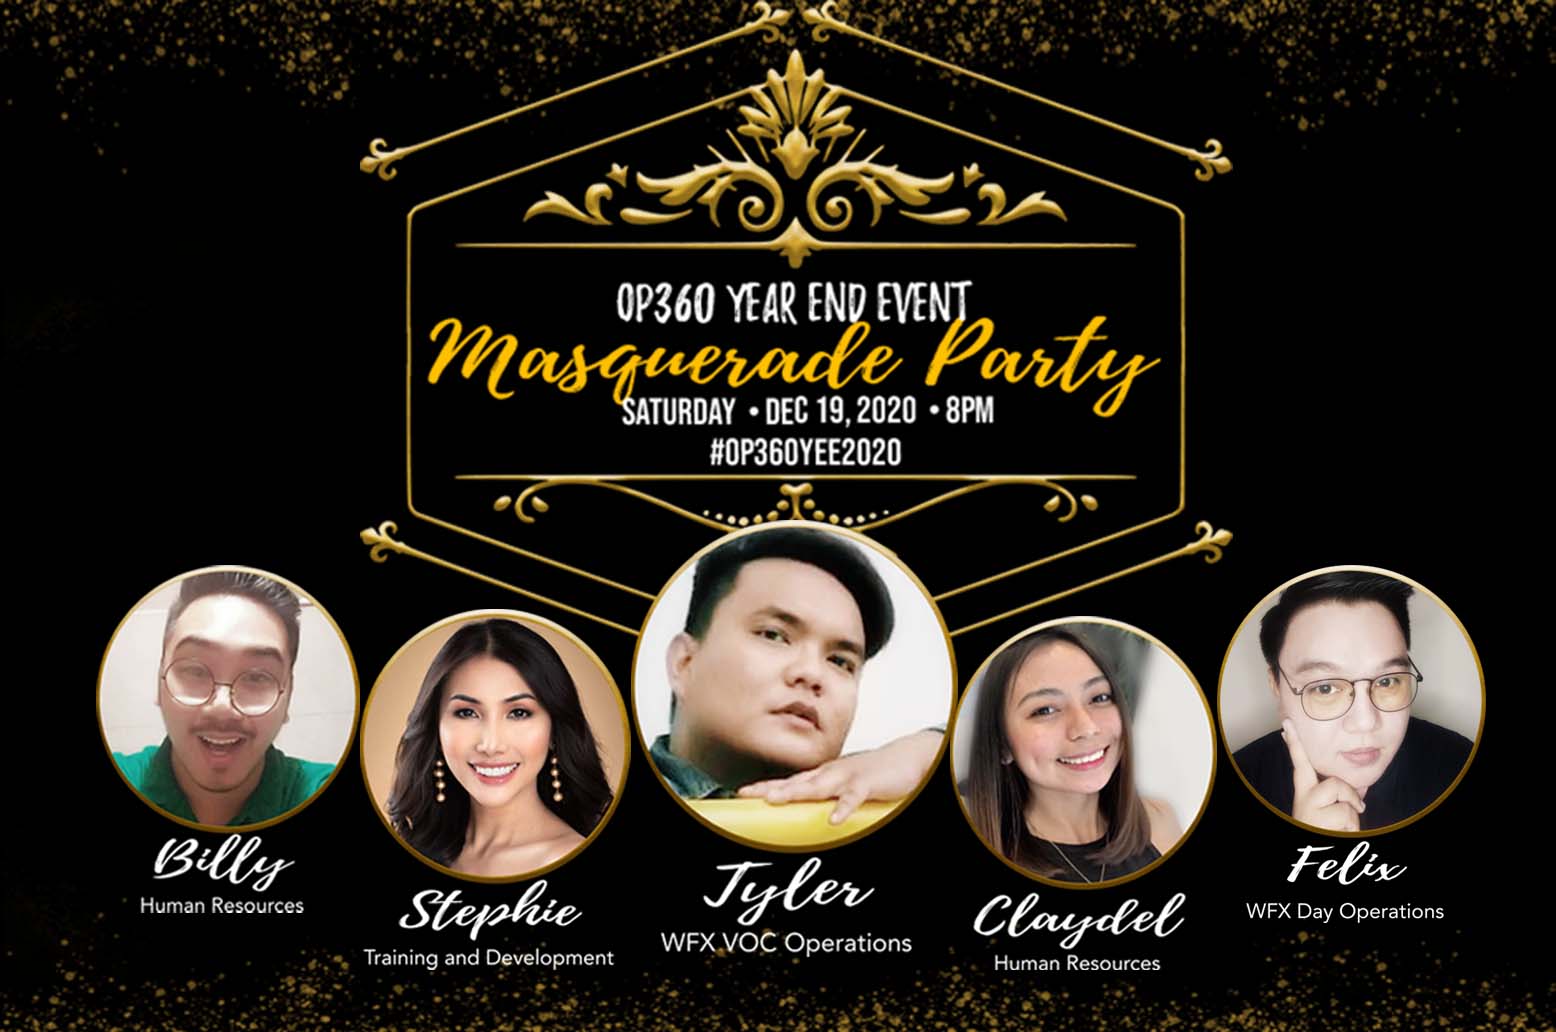 OP360 YEAR END EVENT
Masquerade Party
SATURDAY • DEC 19, 2020 • 8PM
#OP360YEE2020
Billy
Human Resources
Stephie
Training and Development
Tyler
WFX VOC Operations
Claydel
Human Resources
Felix
WFX Day Operations